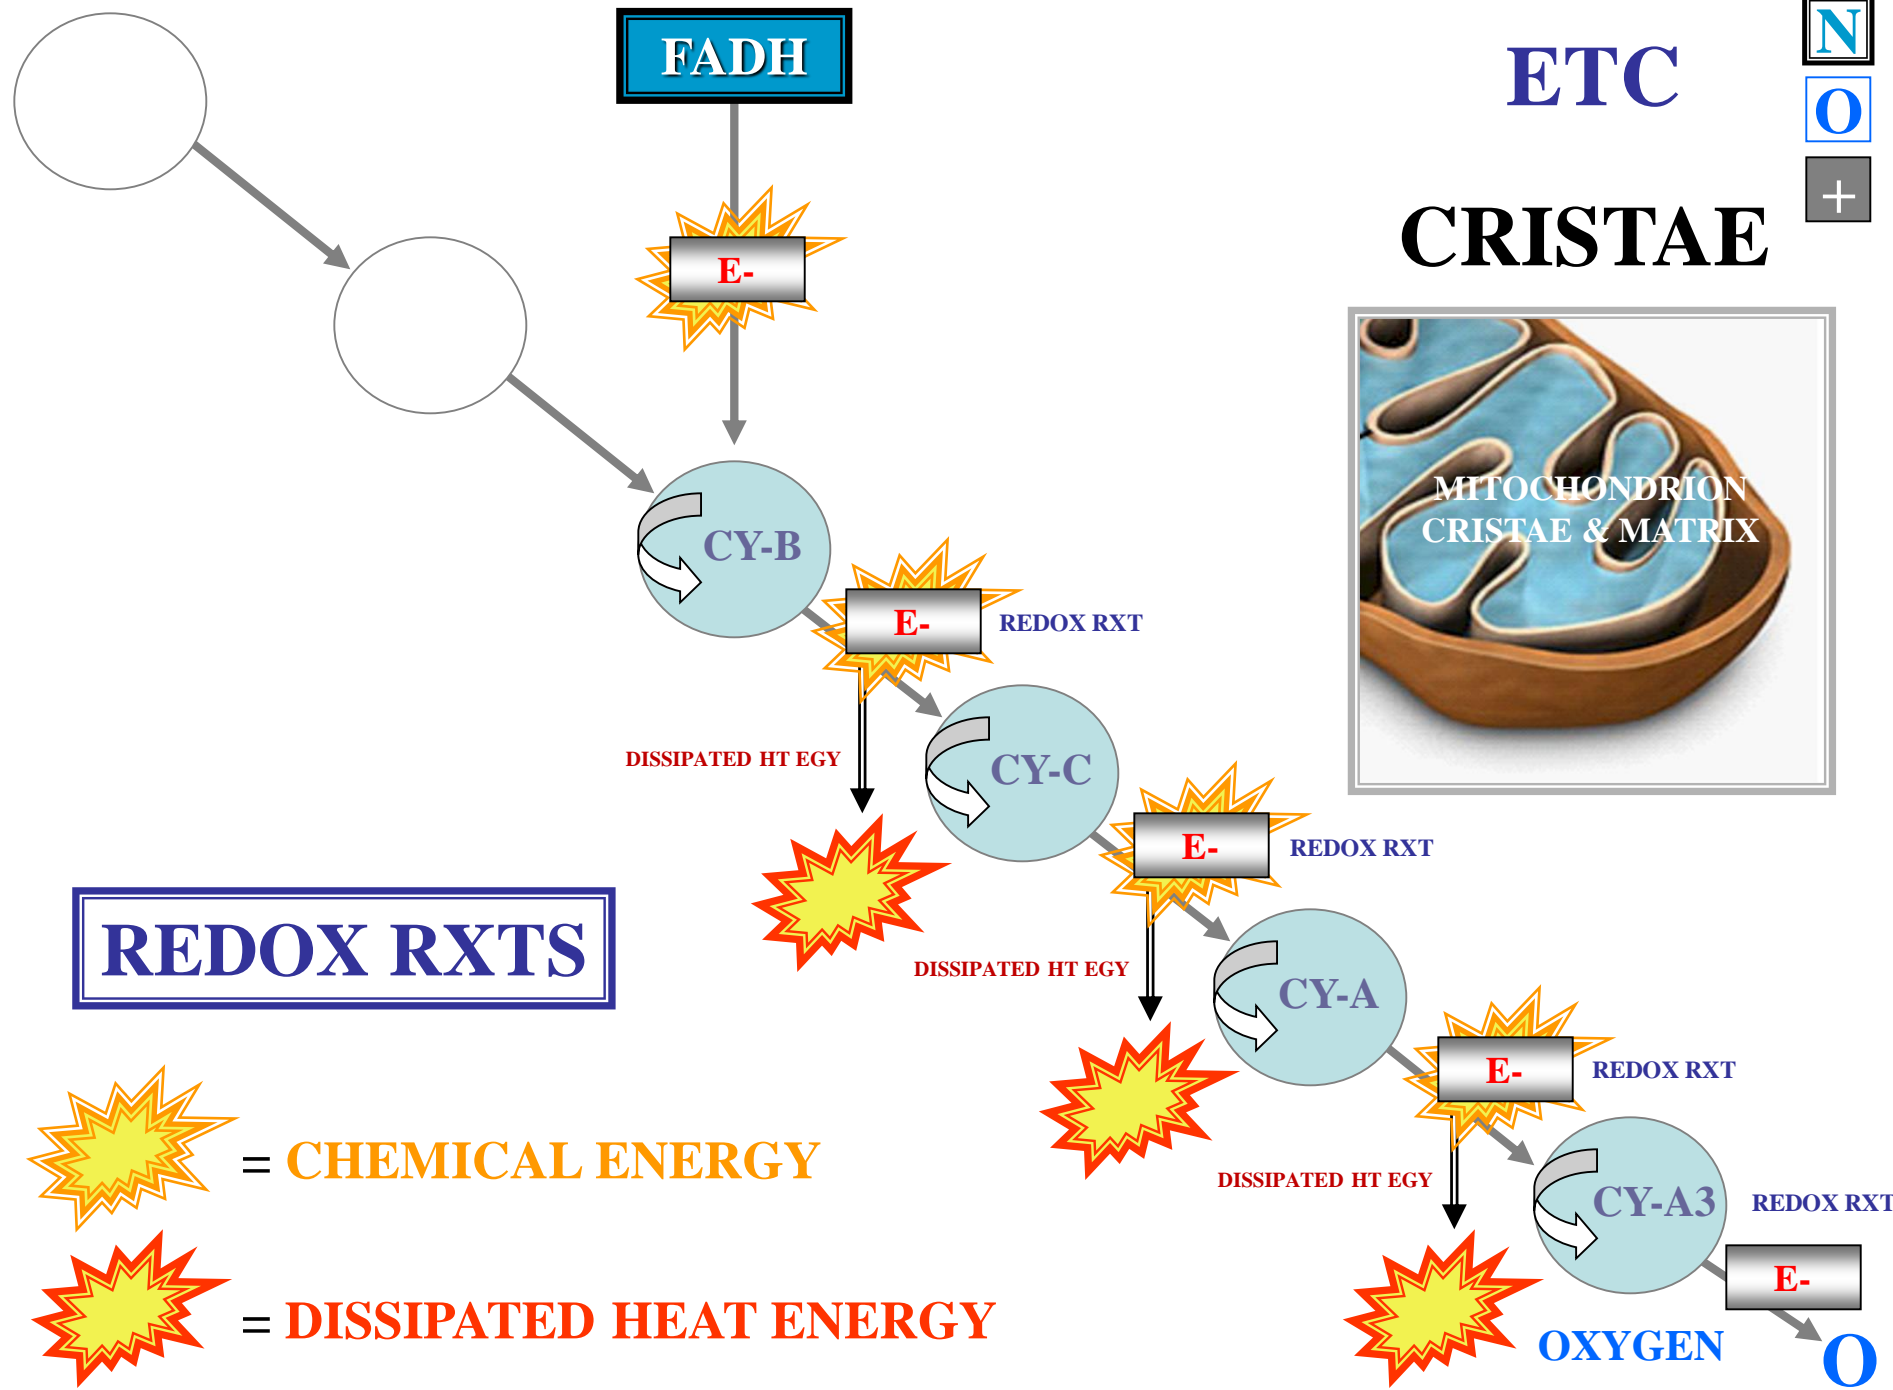 FADH
ETC
N
O
+
CRISTAE
E-
MITOCHONDRION
CRISTAE & MATRIX
CY-B
E-
REDOX RXT
DISSIPATED HT EGY
CY-C
E-
REDOX RXT
REDOX RXTS
DISSIPATED HT EGY
CY-A
E-
REDOX RXT
= CHEMICAL ENERGY
DISSIPATED HT EGY
CY-A3
REDOX RXT
E-
= DISSIPATED HEAT ENERGY
OXYGEN
O